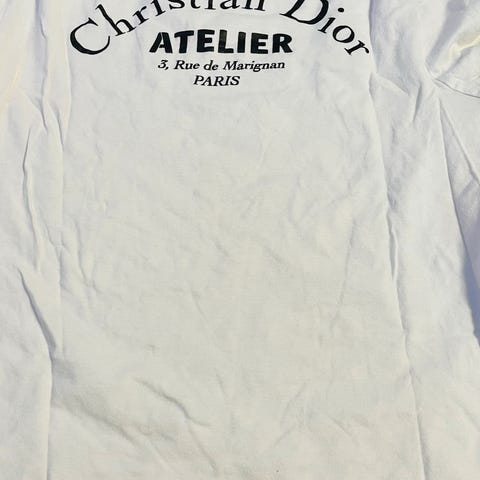 Christian Dior
ATELIER
3, Rue de Marignan
PARIS